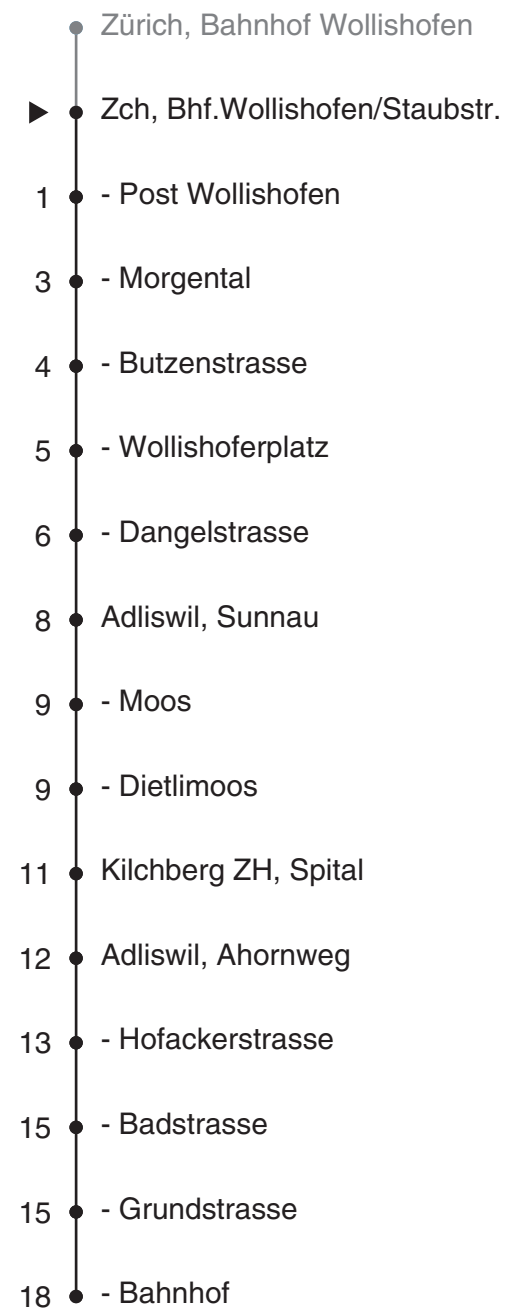 Zürich, Bahnhof Wollishofen
Zch, Bhf.Wollishofen/Staubstr.
1 - Post Wollishofen
3 - Morgental
4 - Butzenstrasse
5 - Wollishoferplatz
6 - Dangelstrasse
8 Adliswil, Sunnau
9 - Moos
9 - Dietlimoos
11 Kilchberg ZH, Spital
12 Adliswil, Ahornweg
13 - Hofackerstrasse
15 - Badstrasse
15 - Grundstrasse
18 - Bahnhof